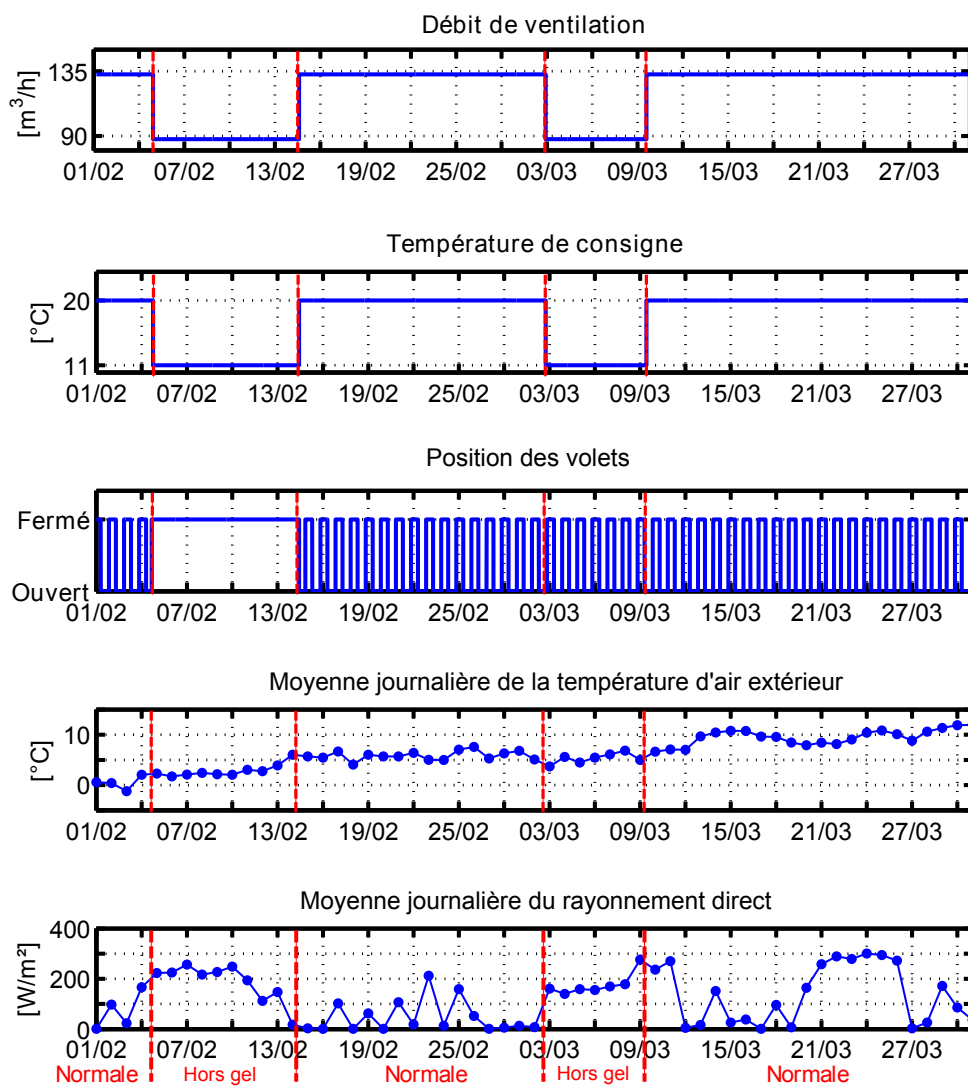 Débit de ventilation
135
90
[m³/h]
01/02 07/02 13/02 19/02 25/02 03/03 09/03 15/03 21/03 27/03
Température de consigne
20
11
[°C]
01/02 07/02 13/02 19/02 25/02 03/03 09/03 15/03 21/03 27/03
Position des volets
Fermé
Ouvert
01/02 07/02 13/02 19/02 25/02 03/03 09/03 15/03 21/03 27/03
Moyenne journalière de la température d'air extérieur
10
0
[°C]
01/02 07/02 13/02 19/02 25/02 03/03 09/03 15/03 21/03 27/03
Moyenne journalière du rayonnement direct
400
200
0
[W/m²]
01/02 07/02 13/02 19/02 25/02 03/03 09/03 15/03 21/03 27/03
Normale Hors gel Normale Hors gel Normale